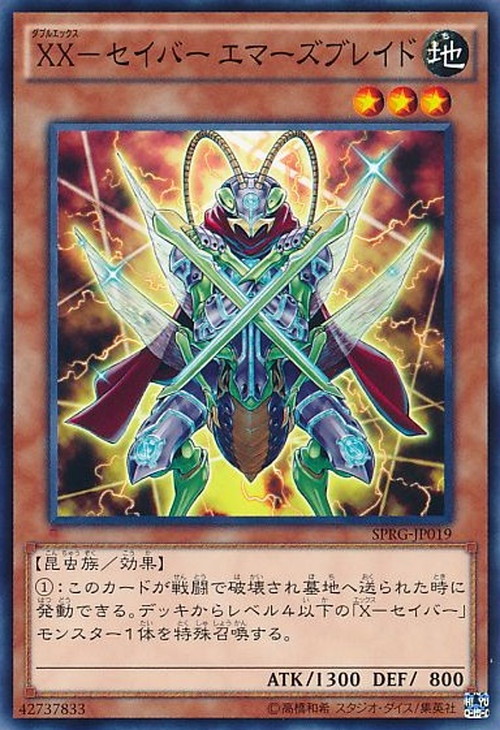 ダブルエックス
XX－セイバー エマーズブレイド
地
SPRG-JP019
【昆虫族／効果】
①：このカードが戦闘で破壊され墓地へ送られた時に
発動できる。デッキからレベル４以下の「X－セイバー」
モンスター１体を特殊召喚する。
ATK/1300 DEF/ 800
42737833
©高橋和希 スタジオ・ダイス/集英社